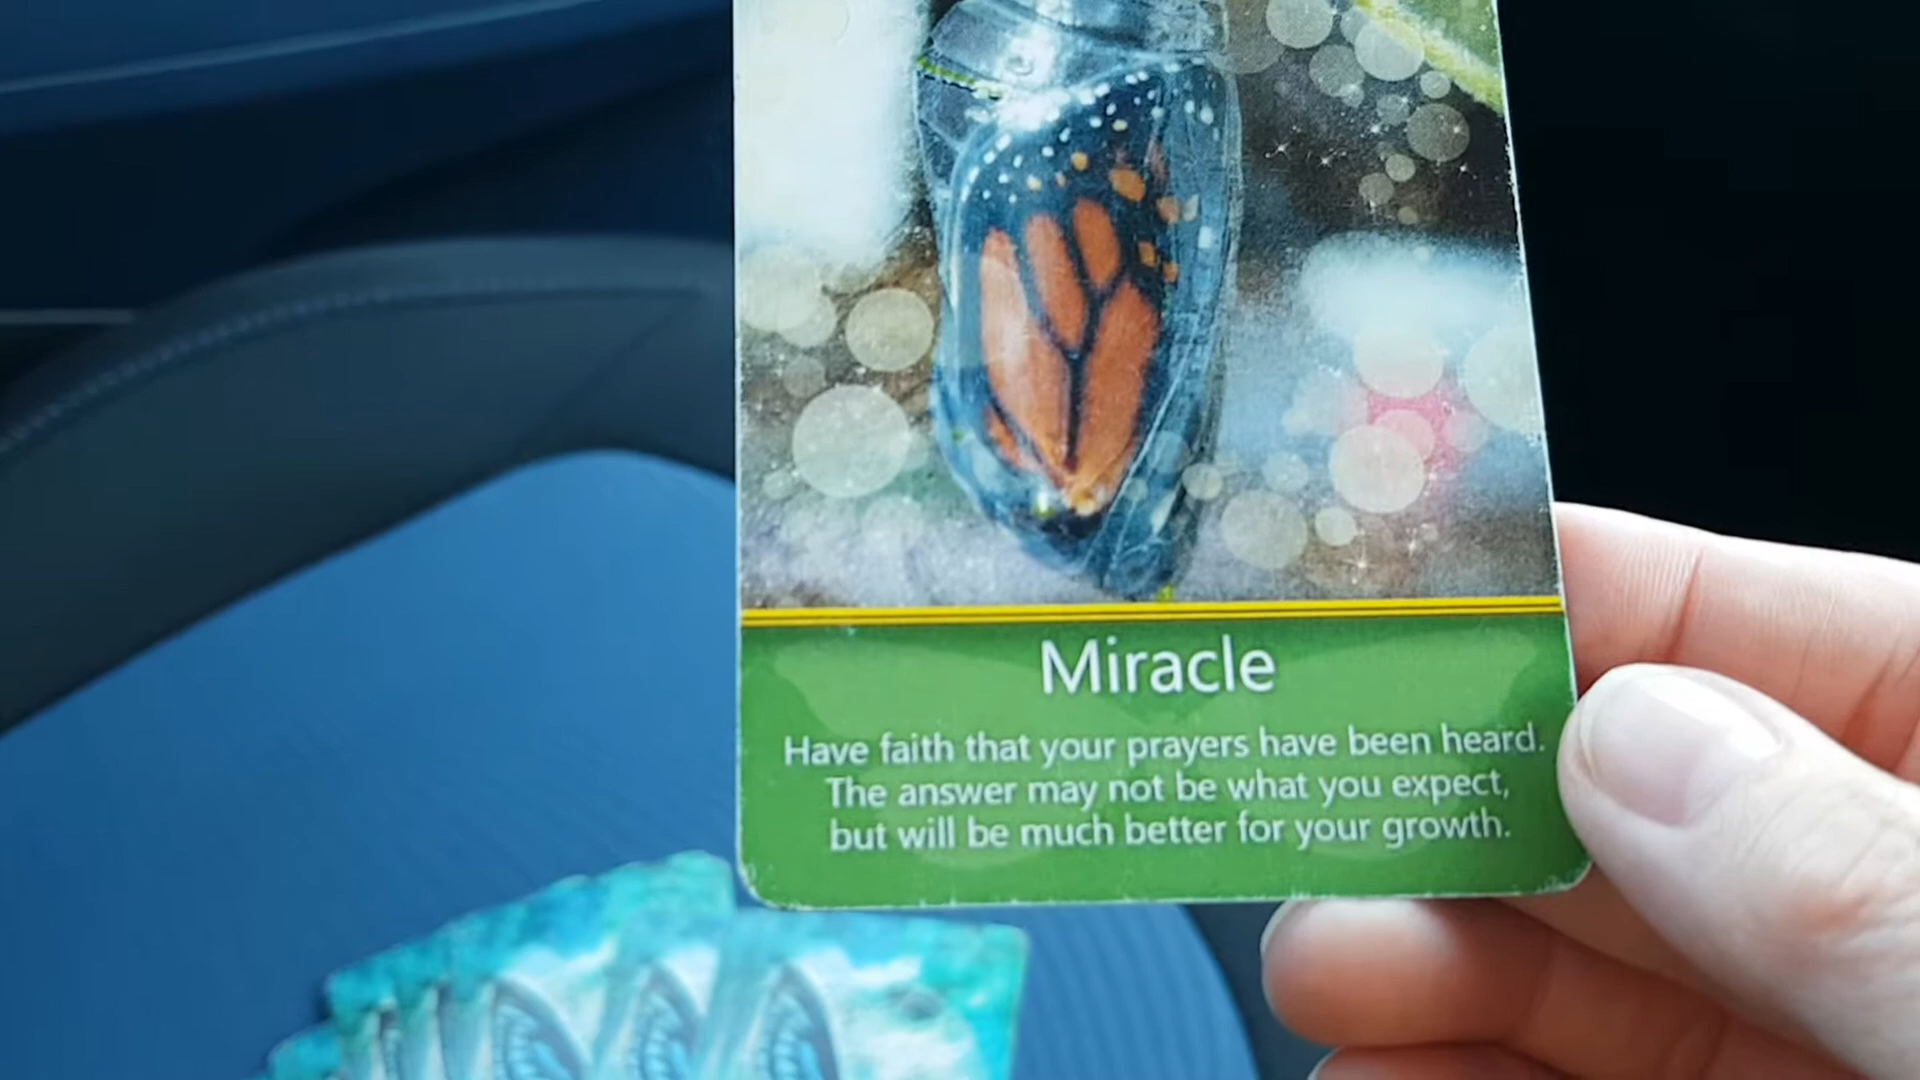 Miracle
Have faith that your prayers have been heard.
The answer may not be what you expect,
but will be much better for your growth.